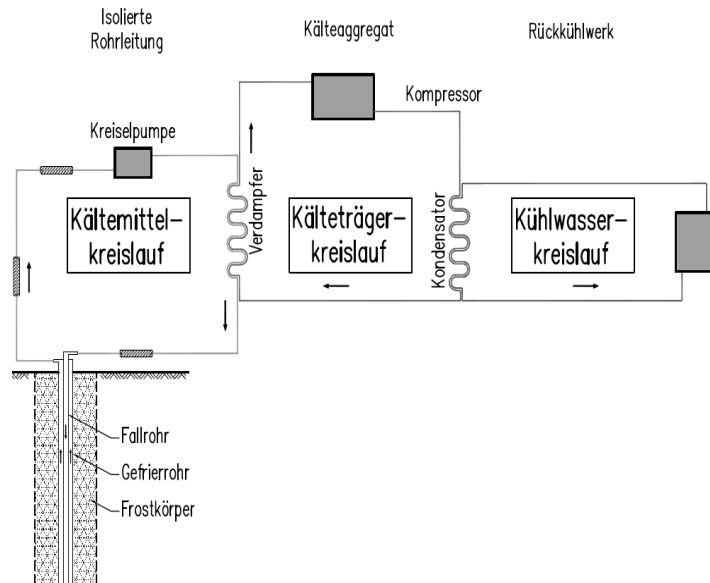 Isolierte
Rohrleitung
Kälteaggregat
Rückkühlwerk
Kompressor
Kreiselpumpe
Verdampfer
Kondensator
Kältemittel-
kreislauf
Kälteträger-
kreislauf
Kühlwasser-
kreislauf
Fallrohr
Gefrierrohr
Frostkörper